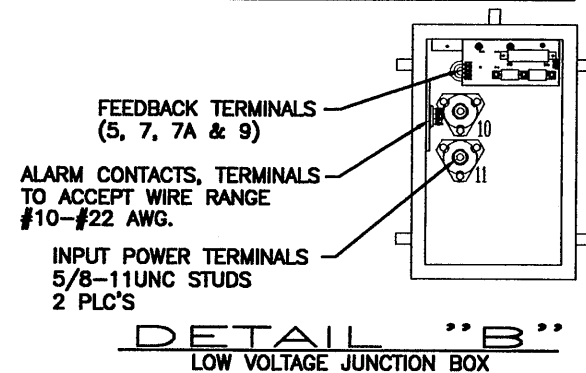 FEEDBACK TERMINALS
(5, 7, 7A & 9)
10
ALARM CONTACTS, TERMINALS
TO ACCEPT WIRE RANGE
#10-#22 AWG.
11
INPUT POWER TERMINALS
5/8-11UNC STUDS
2 PLC'S
DETAIL "B"
LOW VOLTAGE JUNCTION BOX